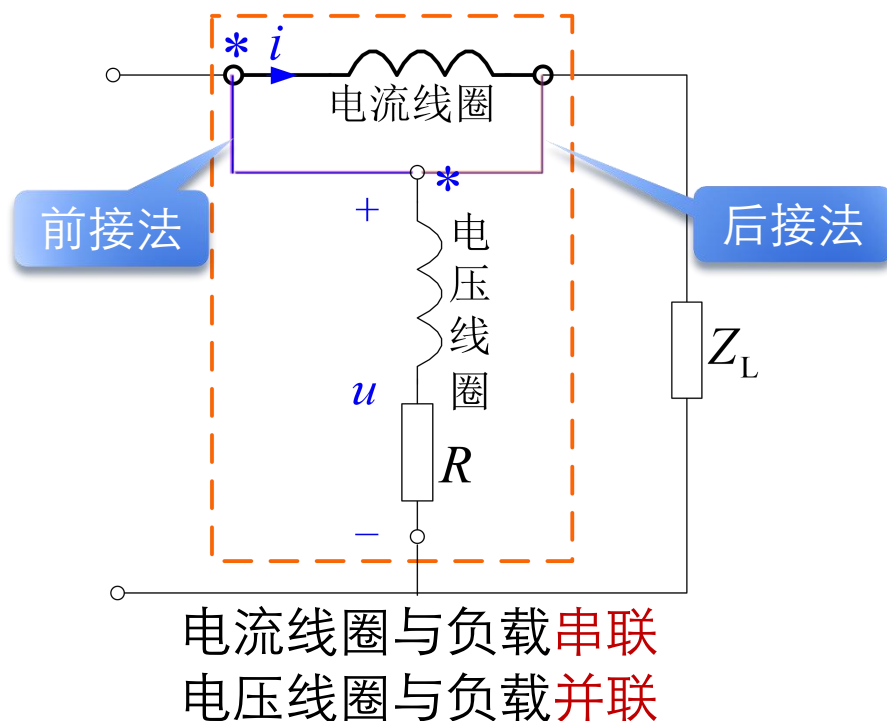 * i
电流线圈
前接法
*
后接法
+
电压线圈
u
Z_L
R
−
电流线圈与负载串联
电压线圈与负载并联